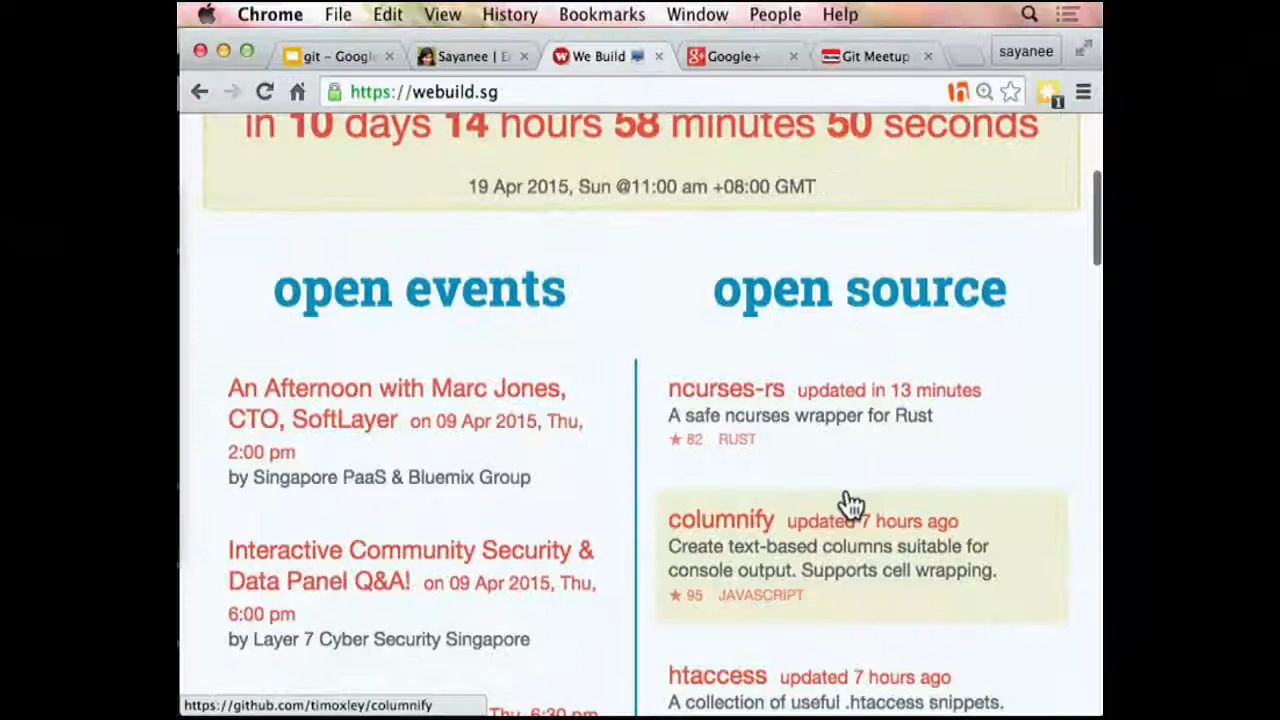 Chrome File Edit View History Bookmarks Window People Help
git – Google Sayanee | E We Build Google+ Git Meetup sayanee
https://webuild.sg
1
in 10 days 14 hours 58 minutes 50 seconds
19 Apr 2015, Sun @11:00 am +08:00 GMT
open events
An Afternoon with Marc Jones,
CTO, SoftLayer on 09 Apr 2015, Thu,
2:00 pm
by Singapore PaaS & Bluemix Group
Interactive Community Security &
Data Panel Q&A! on 09 Apr 2015, Thu,
6:00 pm
by Layer 7 Cyber Security Singapore
Thu, 6:30 pm
open source
ncurses-rs updated in 13 minutes
A safe ncurses wrapper for Rust
★ 82 RUST
columnify updated 7 hours ago
Create text-based columns suitable for
console output. Supports cell wrapping.
★ 95 JAVASCRIPT
htaccess updated 7 hours ago
A collection of useful .htaccess snippets.
https://github.com/timoxley/columnify